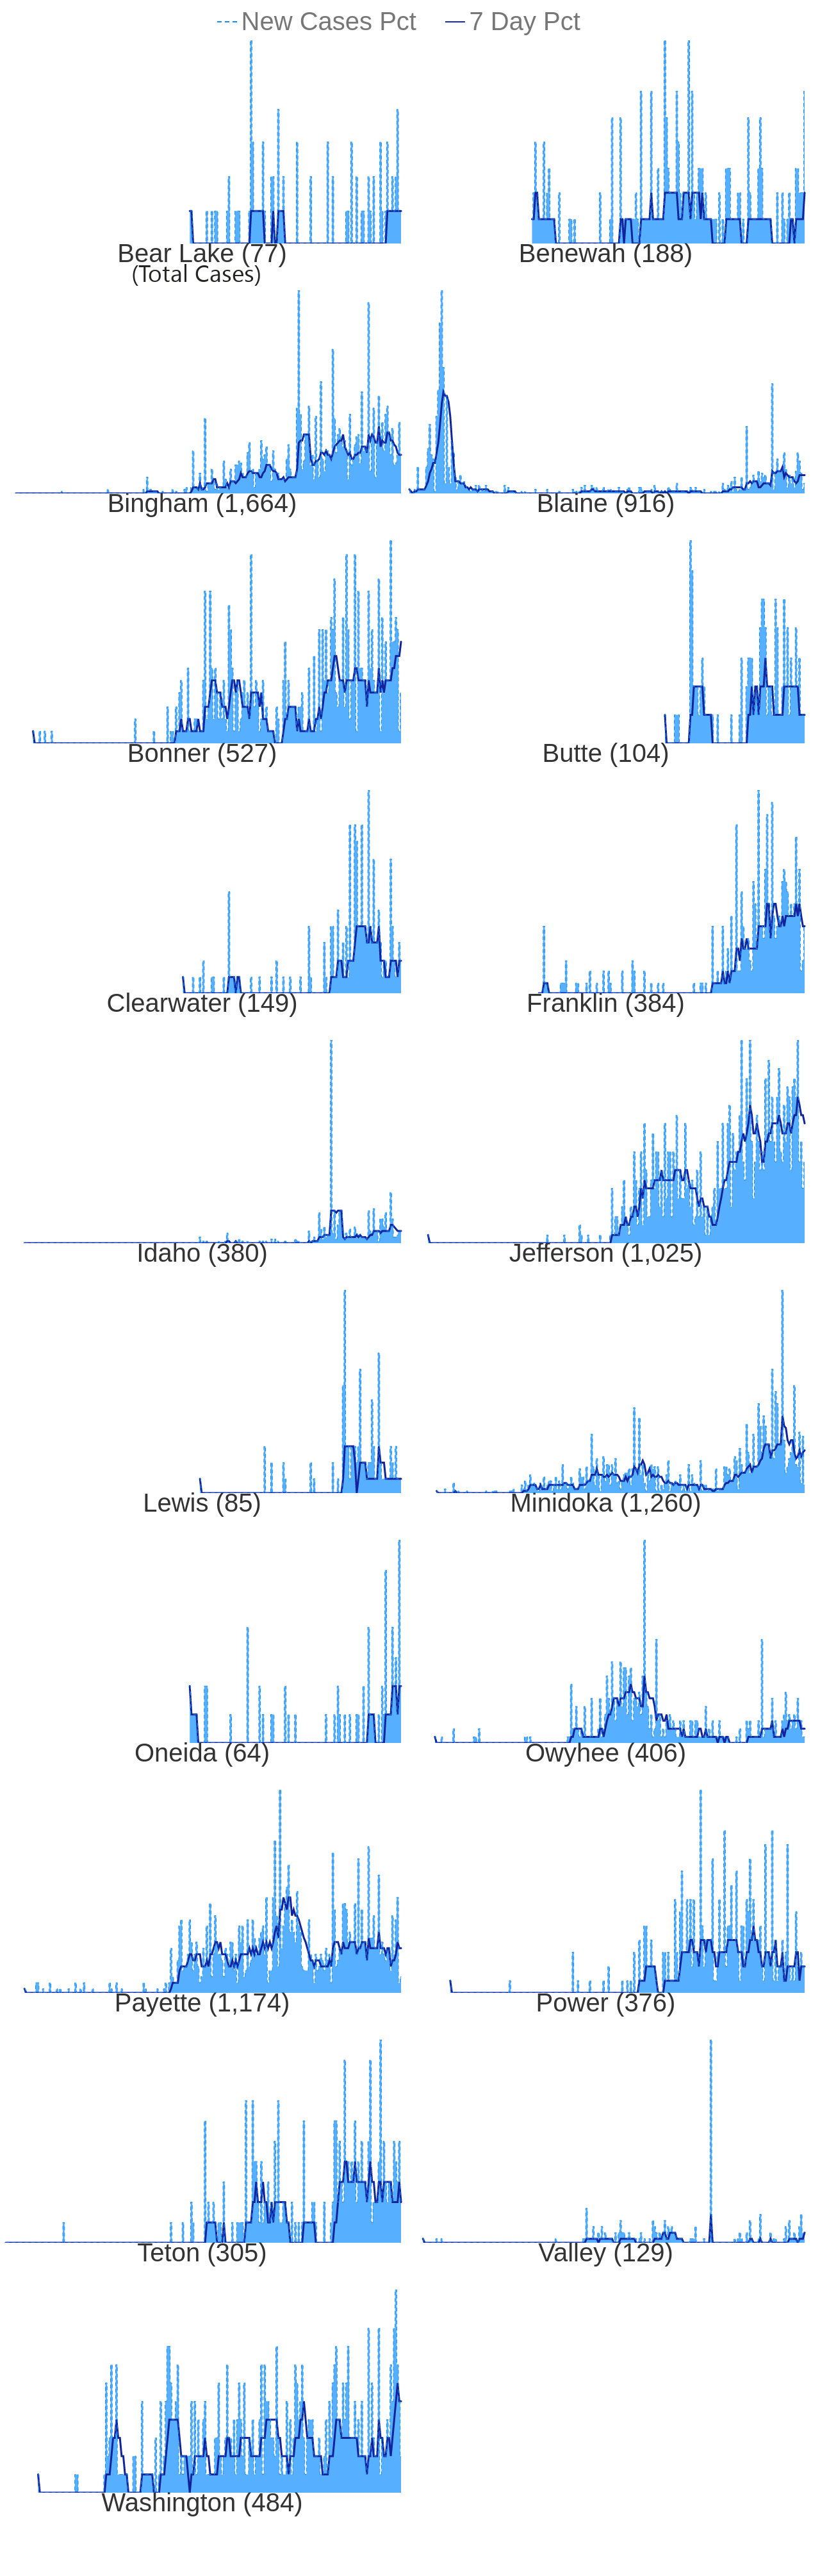 New Cases Pct 7 Day Pct
Bear Lake (77) Benewah (188)
(Total Cases)
Bingham (1,664) Blaine (916)
Bonner (527) Butte (104)
Clearwater (149) Franklin (384)
Idaho (380) Jefferson (1,025)
Lewis (85) Minidoka (1,260)
Oneida (64) Owyhee (406)
Payette (1,174) Power (376)
Teton (305) Valley (129)
Washington (484)